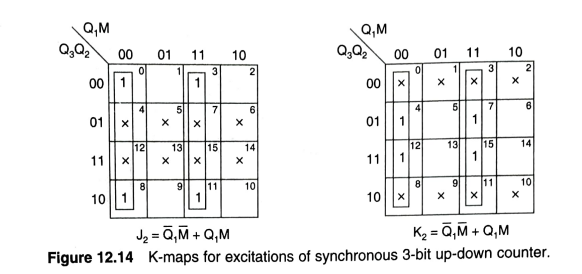 Q₁M
Q₃Q₂ 00 01 11 10
00 1 0 1 1 3 2
01 × 4 × 5 × 7 × 6
11 × 12 × 13 × 15 × 14
10 1 8 9 1 11 10
J₂ = Q̅₁M̅ + Q₁M
Q₁M
Q₃Q₂ 00 01 11 10
00 × 0 × 1 × 3 × 2
01 1 4 5 1 7 6
11 1 12 13 1 15 14
10 × 8 × 9 × 11 × 10
K₂ = Q̅₁M̅ + Q₁M
Figure 12.14 K-maps for excitations of synchronous 3-bit up-down counter.